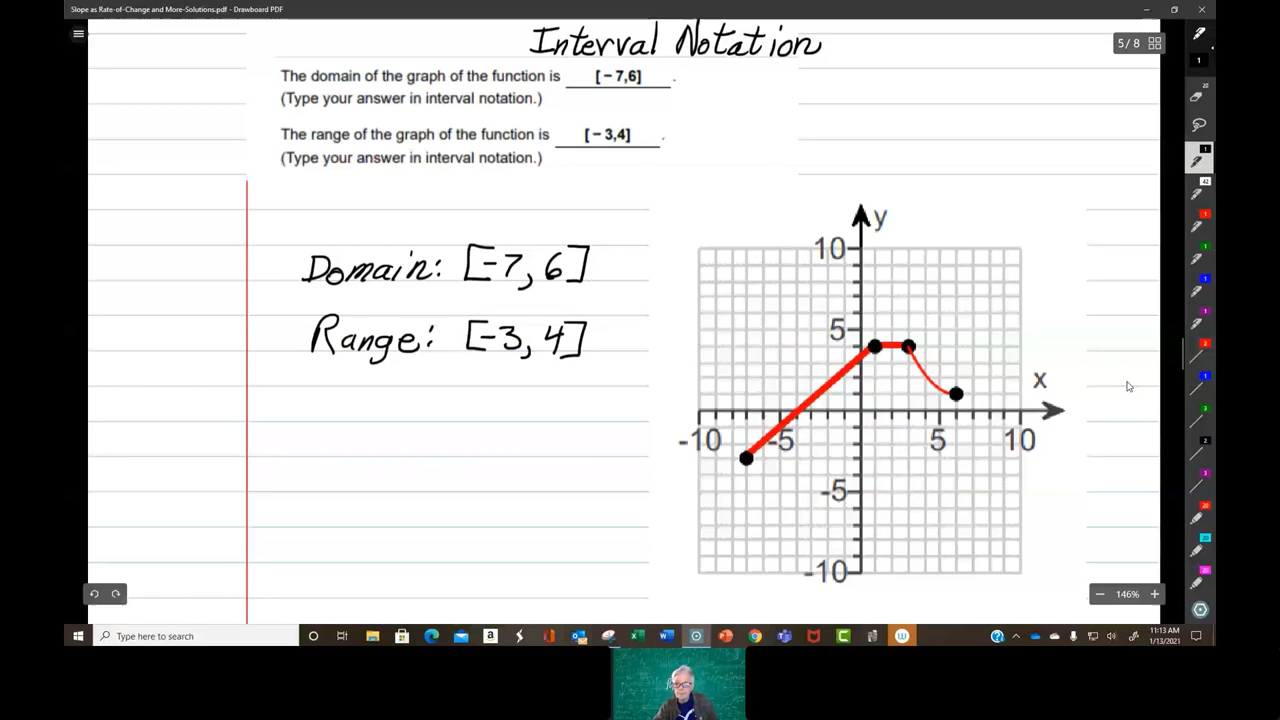 Slope as Rate-of-Change and More-Solutions.pdf - Drawboard PDF
Interval Notation
5 / 8
1
The domain of the graph of the function is [-7,6] .
(Type your answer in interval notation.)
The range of the graph of the function is [-3,4] .
(Type your answer in interval notation.)
Domain: [-7, 6]
Range: [-3, 4]
y
10
5
x
-10 -5 5 10
-5
-10
146%
Type here to search
11:13 AM
1/13/2021